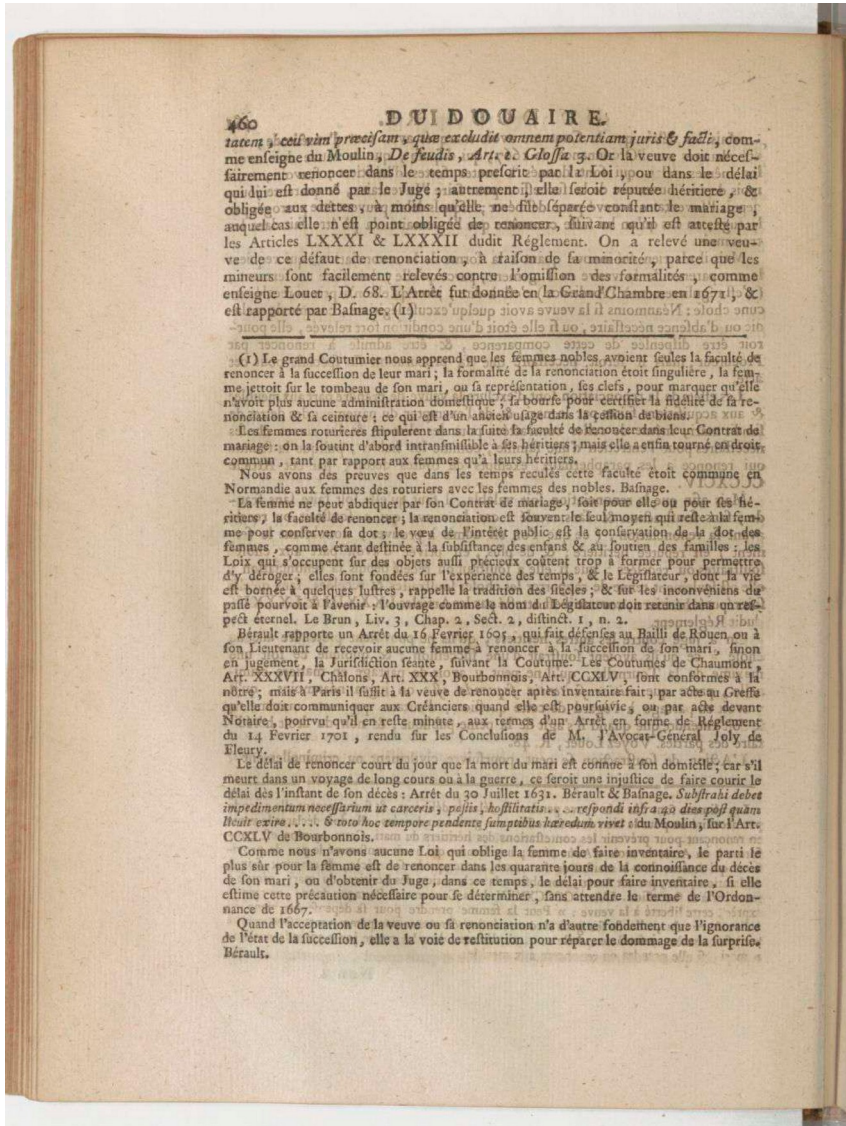 460 DU DOUAIRE.
tatem, ceu vim præcisam, quæ excludit omnem potentiam juris & facti, com-
me enseigne du Moulin, De feudis, Art. 1. Glossa 3. Or la veuve doit néces-
sairement renoncer dans le temps prescrit par la Loi, ou dans le délai
qui lui est donné par le Juge; autrement, elle seroit réputée héritiere, &
obligée aux dettes, à moins qu'elle ne fût séparée constant le mariage,
auquel cas elle n'est point obligée de renoncer, suivant qu'il est attesté par
les Articles LXXXI & LXXXII dudit Réglement. On a relevé une veu-
ve de ce défaut de renonciation, à raison de sa minorité, parce que les
mineurs sont facilement relevés contre l'omission des formalités, comme
enseigne Louet, D. 68. L'Arrêt fut donnée en la Grand'Chambre en 1671, &
est rapporté par Basnage. (1)
(1) Le grand Coutumier nous apprend que les femmes nobles avoient seules la faculté de
renoncer à la succession de leur mari; la formalité de la renonciation étoit singulière, la fem-
me jettoit sur le tombeau de son mari, ou sa représentation, ses clefs, pour marquer qu'elle
n'avoit plus aucune administration domestique; sa bourse pour certifier la fidélité de sa re-
nonciation & sa ceinture: ce qui est d'un ancien usage dans la cession de biens.
Les femmes roturieres stipulerent dans la suite la faculté de renoncer dans leur Contrat de
mariage: on la soutint d'abord intransmissible à ses héritiers; mais elle a enfin tourné en droit
commun, tant par rapport aux femmes qu'à leurs héritiers.
Nous avons des preuves que dans les temps reculés cette faculté étoit commune en
Normandie aux femmes des roturiers avec les femmes des nobles. Basnage.
La femme ne peut abdiquer par son Contrat de mariage, soit pour elle ou pour ses hé-
ritiers, la faculté de renoncer; la renonciation est souvent le seul moyen qui reste à la fem-
me pour conserver sa dot; le vœu de l'intérêt public est la conservation de la dot des
femmes, comme étant destinée à la subsistance des enfans & au soutien des familles: les
Loix qui s'occupent sur des objets aussi précieux coûtent trop à former pour permettre
d'y déroger; elles sont fondées sur l'expérience des temps, & le Législateur, dont la vie
est bornée à quelques lustres, rappelle la tradition des siècles; & sur les inconvéniens du
passé pourvoit à l'avenir: l'ouvrage comme le nom du Législateur doit retenir dans un res-
pect éternel. Le Brun, Liv. 3, Chap. 2, Sect. 2, distinct. 1, n. 2.
Bérault rapporte un Arrêt du 16 Fevrier 1605, qui fait défenses au Bailli de Rouen ou à
son Lieutenant de recevoir aucune femme à renoncer à la succession de son mari, sinon
en jugement, la Jurisdiction séante, suivant la Coutume. Les Coutumes de Chaumont,
Art. XXXVII, Châlons, Art. XXX, Bourbonnois, Art. CCXLV, sont conformes à la
nôtre; mais à Paris il suffit à la veuve de renoncer après inventaire fait, par acte au Greffe
qu'elle doit communiquer aux Créanciers quand elle est poursuivie, ou par acte devant
Notaire, pourvu qu'il en reste minute, aux termes d'un Arrêt en forme de Réglement
du 14 Fevrier 1701, rendu sur les Conclusions de M. l'Avocat-Général Joly de
Fleury.
Le délai de renoncer court du jour que la mort du mari est connue à son domicile; car s'il
meurt dans un voyage de long cours ou à la guerre, ce seroit une injustice de faire courir le
délai dès l'instant de son décès: Arrêt du 30 Juillet 1631. Bérault & Basnage. Substrahi debet
impedimentum necessarium ut carceris, pestis, hostilitatis.... respondi infra 40 dies post quàm
licuit exire..... & toto hoc tempore pendente sumptibus hæredum vivet: du Moulin, sur l'Art.
CCXLV de Bourbonnois.
Comme nous n'avons aucune Loi qui oblige la femme de faire inventaire, le parti le
plus sûr pour la femme est de renoncer dans les quarante jours de la connoissance du décès
de son mari, ou d'obtenir du Juge, dans ce temps, le délai pour faire inventaire, si elle
estime cette précaution nécessaire pour se déterminer, sans attendre le terme de l'Ordon-
nance de 1667.
Quand l'acceptation de la veuve ou sa renonciation n'a d'autre fondement que l'ignorance
de l'état de la succession, elle a la voie de restitution pour réparer le dommage de la surprise.
Bérault.